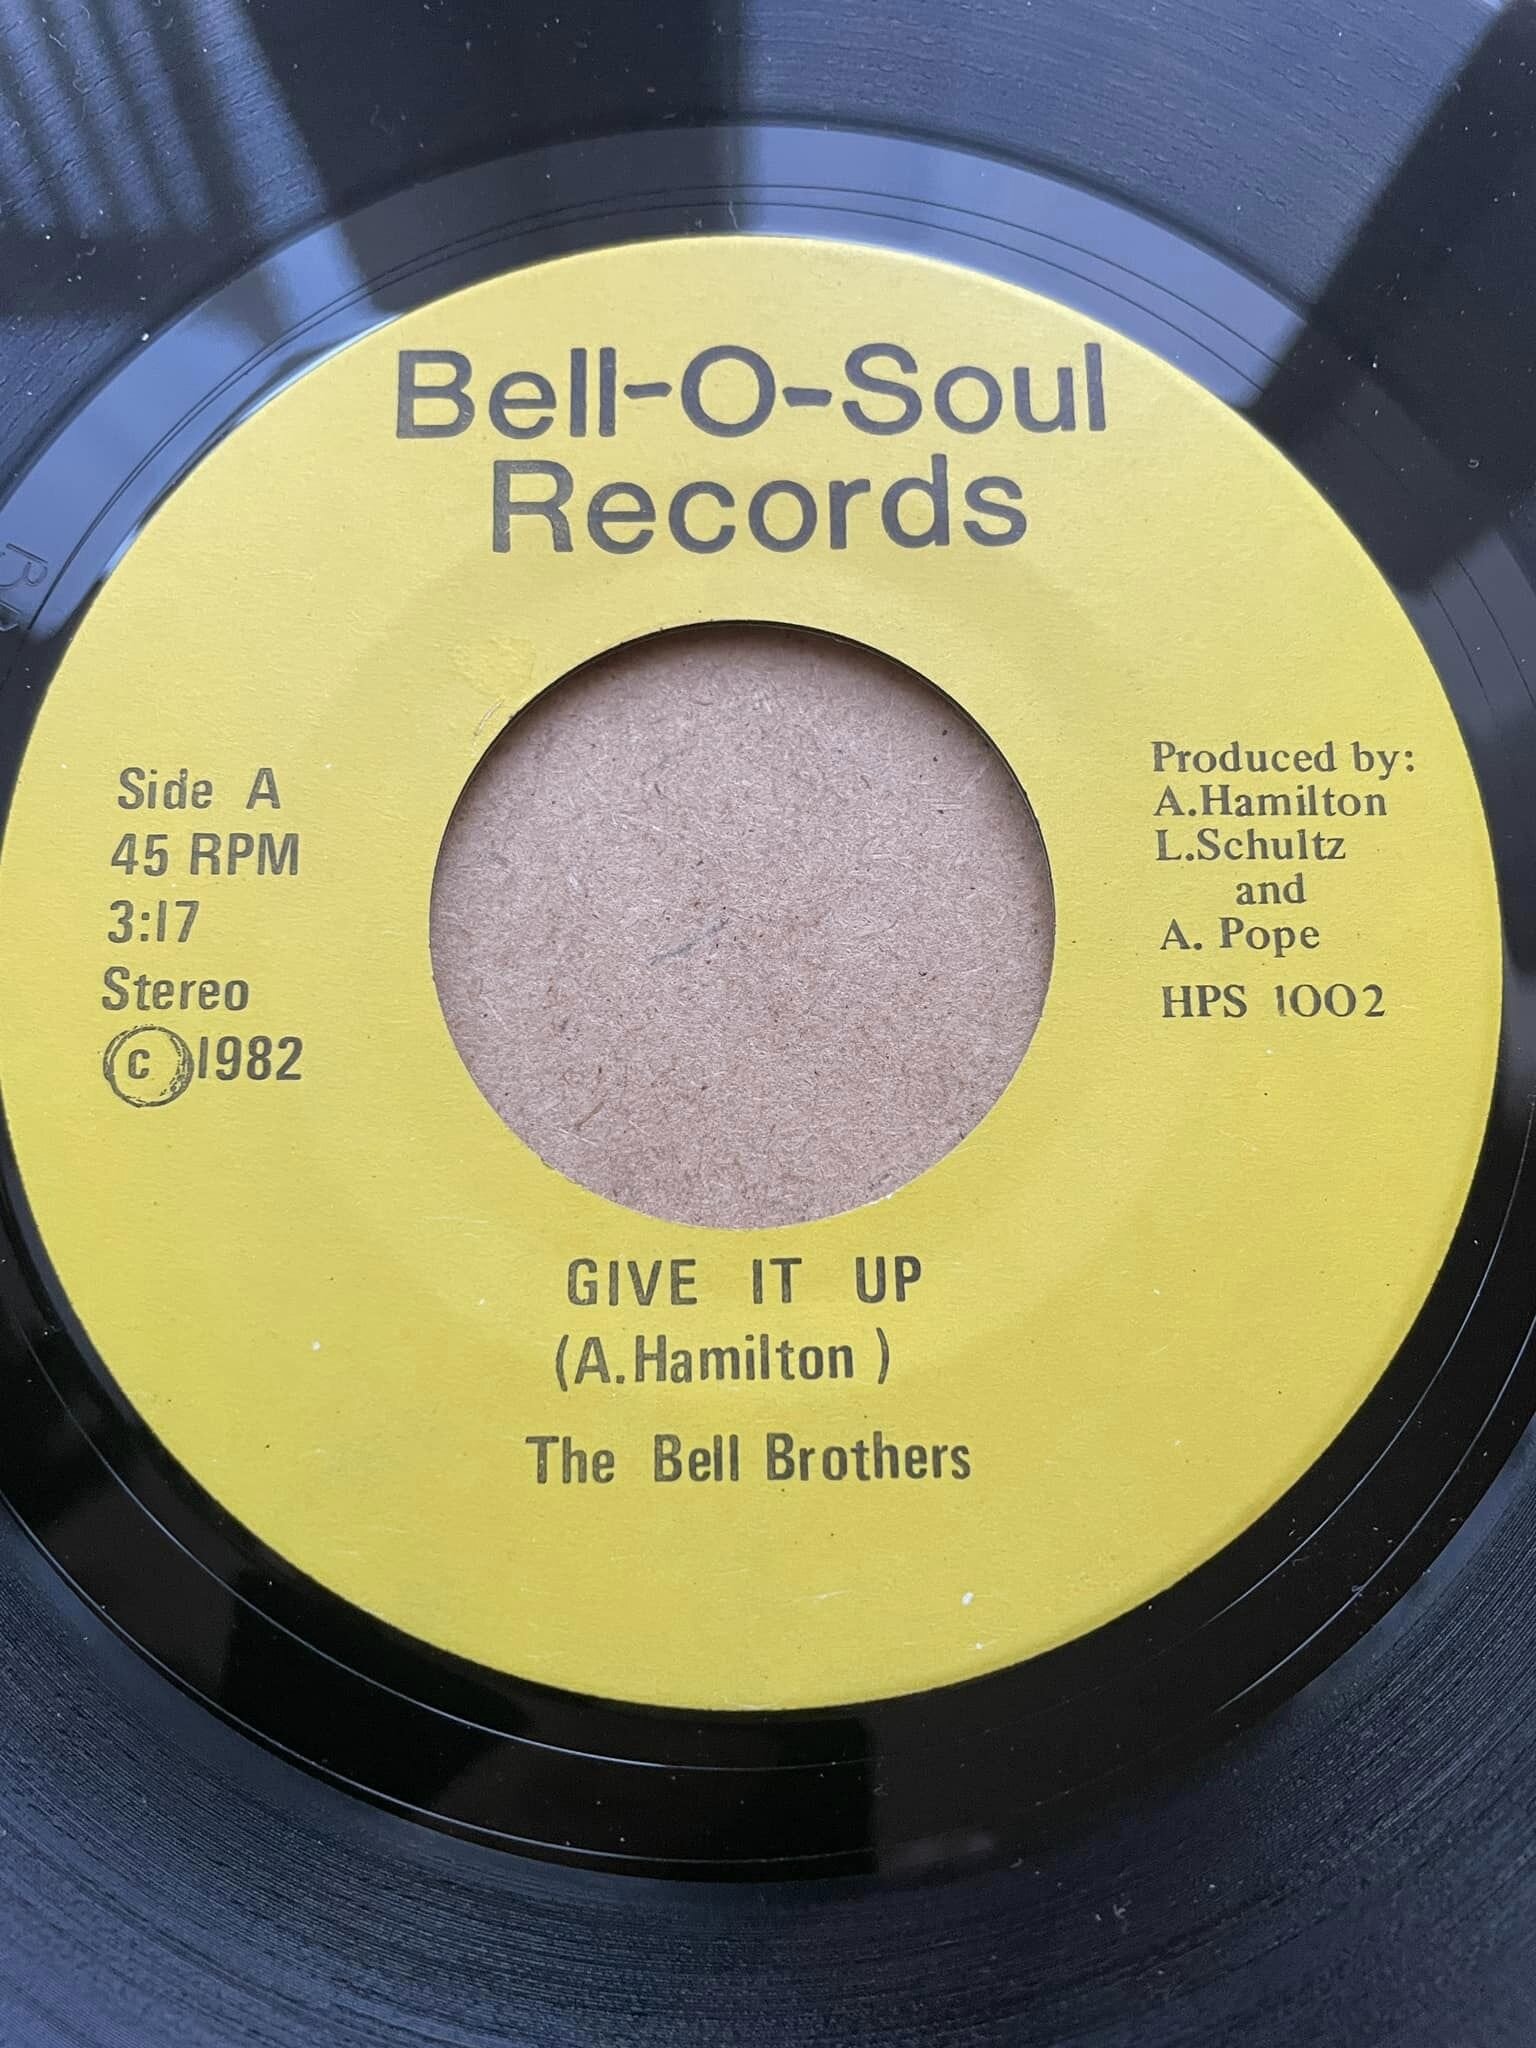 Bell-O-Soul
Records
Side A
45 RPM
3:17
Stereo
©1982
Produced by:
A.Hamilton
L.Schultz
and
A. Pope
HPS 1002
GIVE IT UP
(A.Hamilton)
The Bell Brothers